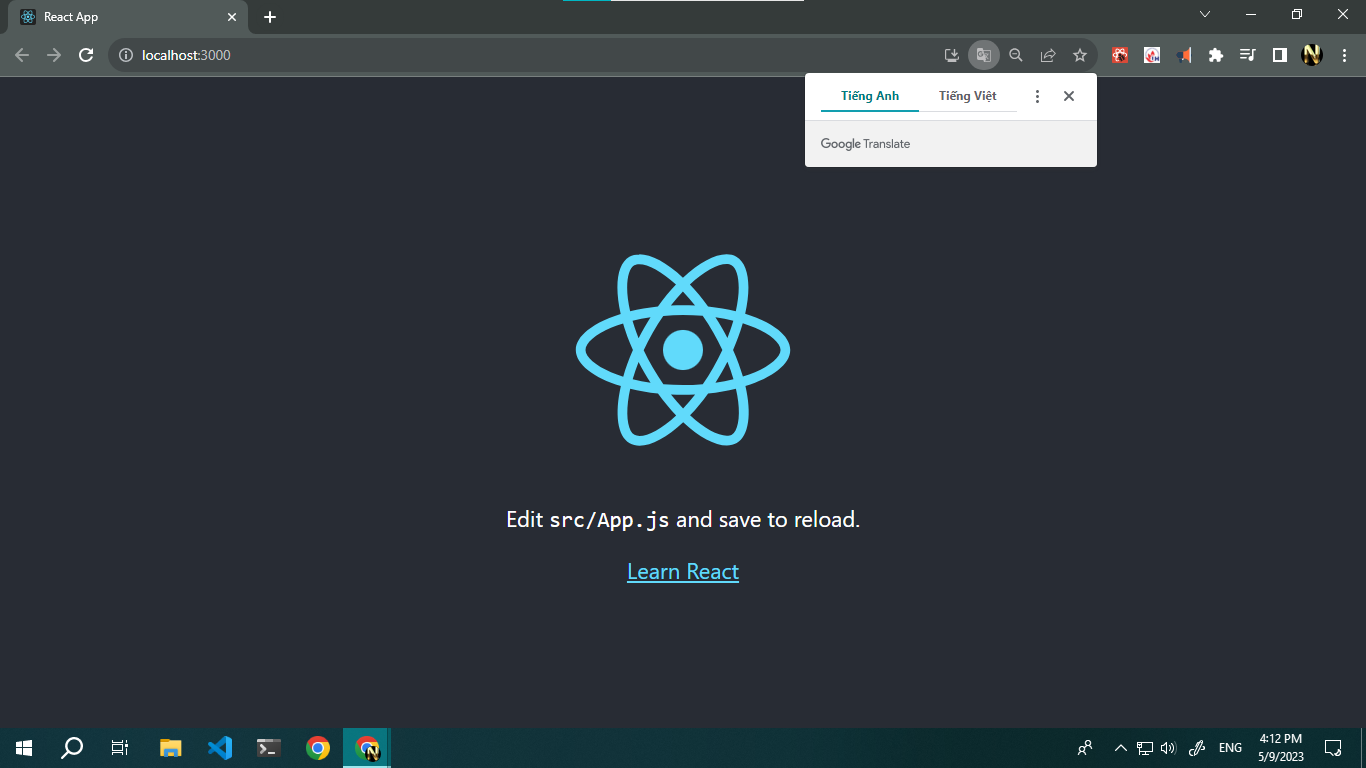 React App
localhost:3000
Tiếng Anh Tiếng Việt
Google Translate
Edit src/App.js and save to reload.
Learn React
ENG
4:12 PM
5/9/2023